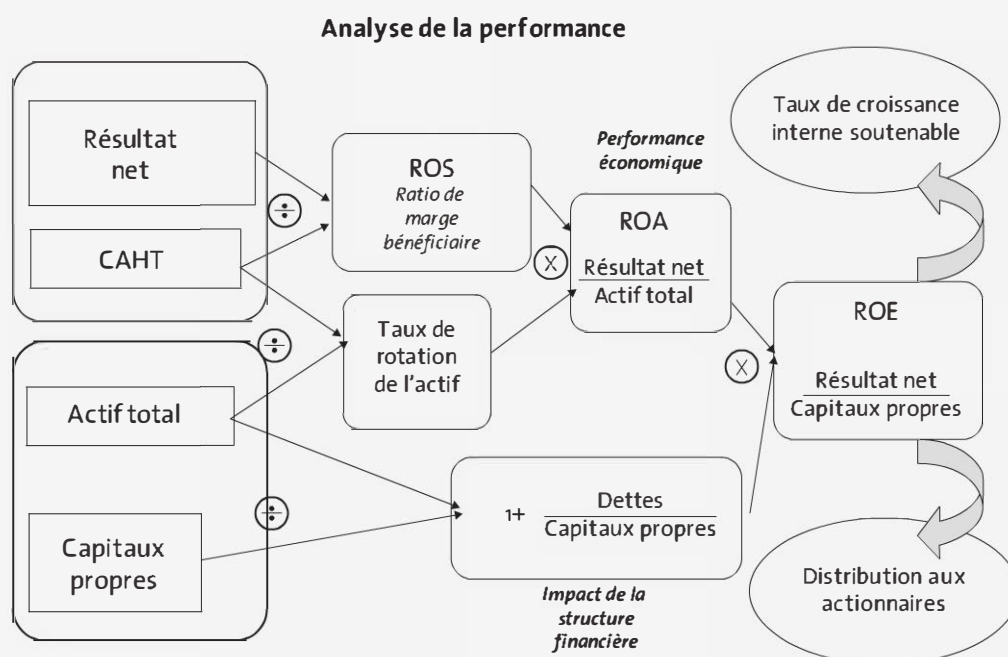 Analyse de la performance
Résultat
net
÷
CAHT
ROS
Ratio de
marge
bénéficiaire
Performance
économique
Taux de croissance
interne soutenable
X
ROA
Résultat net
Actif total
÷
Taux de
rotation
de l'actif
X
ROE
Résultat net
Capitaux propres
Actif total
÷
Capitaux
propres
1+
Dettes
Capitaux propres
Impact de la
structure
financière
Distribution aux
actionnaires